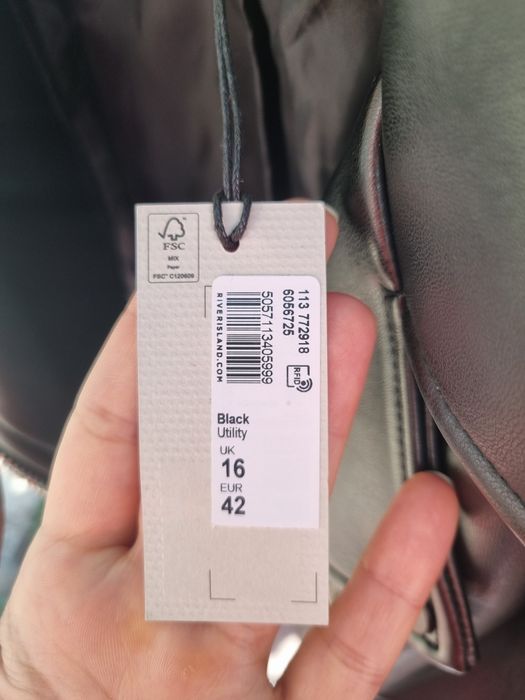 FSC
MIX
Paper
FSC® C120609
113 772918
6056725
RFID
5057113405999
RIVERISLAND.COM
Black
Utility
UK
16
EUR
42